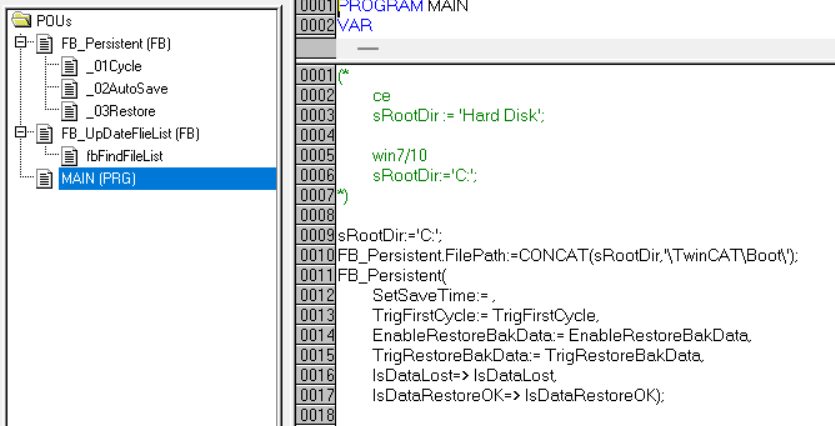 POUs
FB_Persistent (FB)
_01Cycle
_02AutoSave
_03Restore
FB_UpDateFlieList (FB)
fbFindFileList
MAIN (PRG)
0001 PROGRAM MAIN
0002 VAR
0001 (*
0002 ce
0003 sRootDir := 'Hard Disk';
0004
0005 win7/10
0006 sRootDir:='C:';
0007 *)
0008
0009 sRootDir:='C:';
0010 FB_Persistent.FilePath:=CONCAT(sRootDir,'\TwinCAT\Boot\');
0011 FB_Persistent(
0012 SetSaveTime:= ,
0013 TrigFirstCycle:= TrigFirstCycle,
0014 EnableRestoreBakData:= EnableRestoreBakData,
0015 TrigRestoreBakData:= TrigRestoreBakData,
0016 IsDataLost=> IsDataLost,
0017 IsDataRestoreOK=> IsDataRestoreOK);
0018